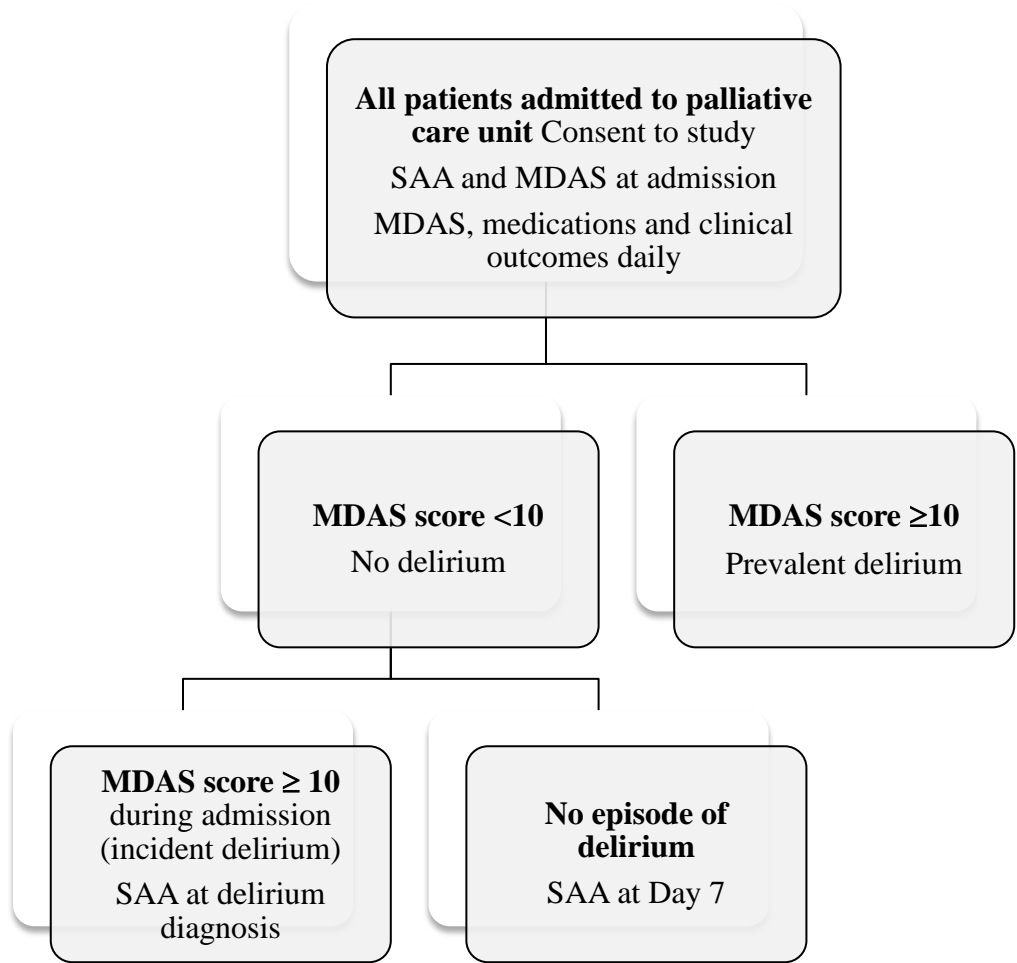 All patients admitted to palliative
care unit Consent to study
SAA and MDAS at admission
MDAS, medications and clinical
outcomes daily
MDAS score <10
No delirium
MDAS score ≥10
Prevalent delirium
MDAS score ≥ 10
during admission
(incident delirium)
SAA at delirium
diagnosis
No episode of
delirium
SAA at Day 7